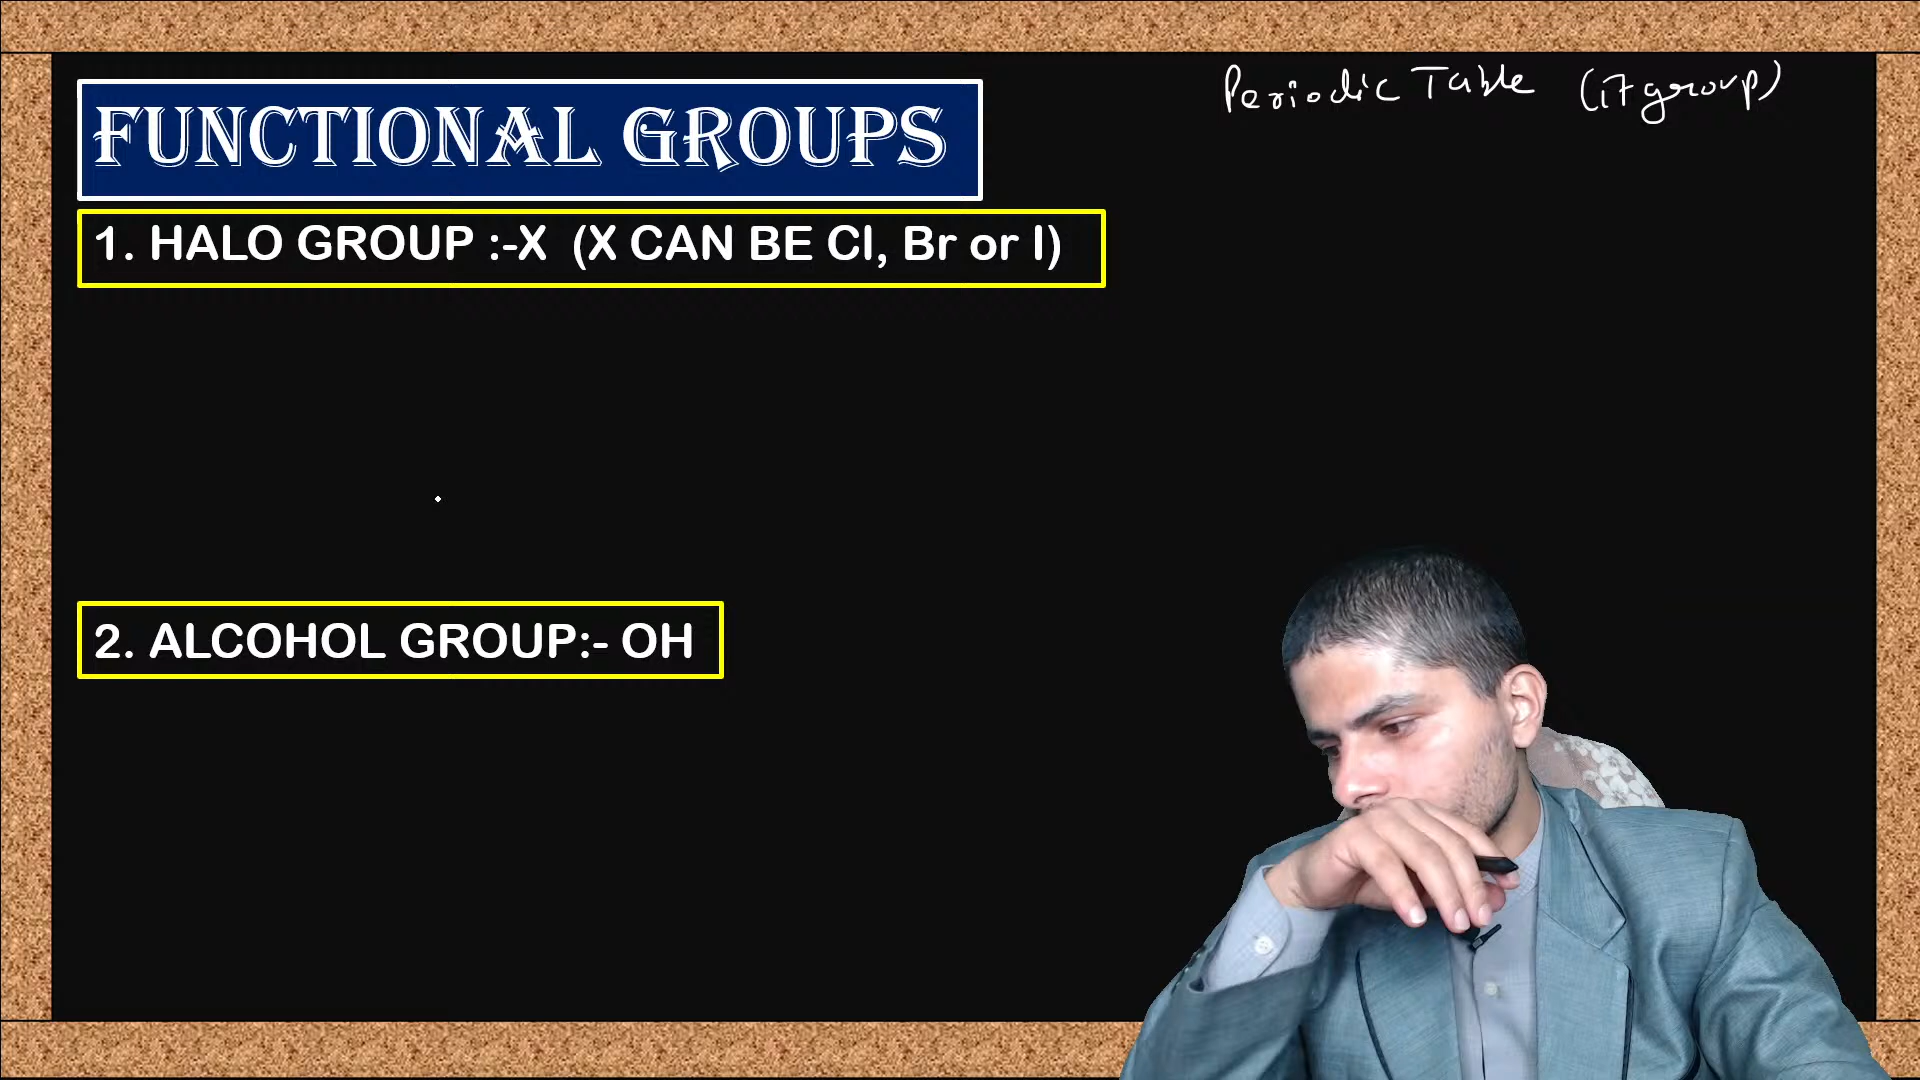 Periodic Table (17 group)
FUNCTIONAL GROUPS
1. HALO GROUP :-X (X CAN BE Cl, Br or I)
2. ALCOHOL GROUP:- OH